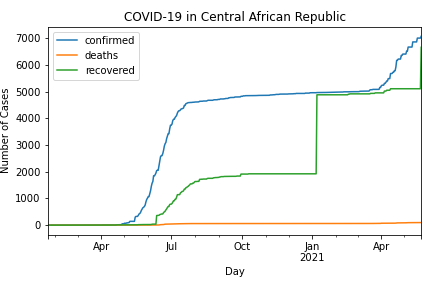 COVID-19 in Central African Republic
confirmed
deaths
recovered
Number of Cases
7000
6000
5000
4000
3000
2000
1000
0
Apr
Jul
Oct
Jan
2021
Apr
Day